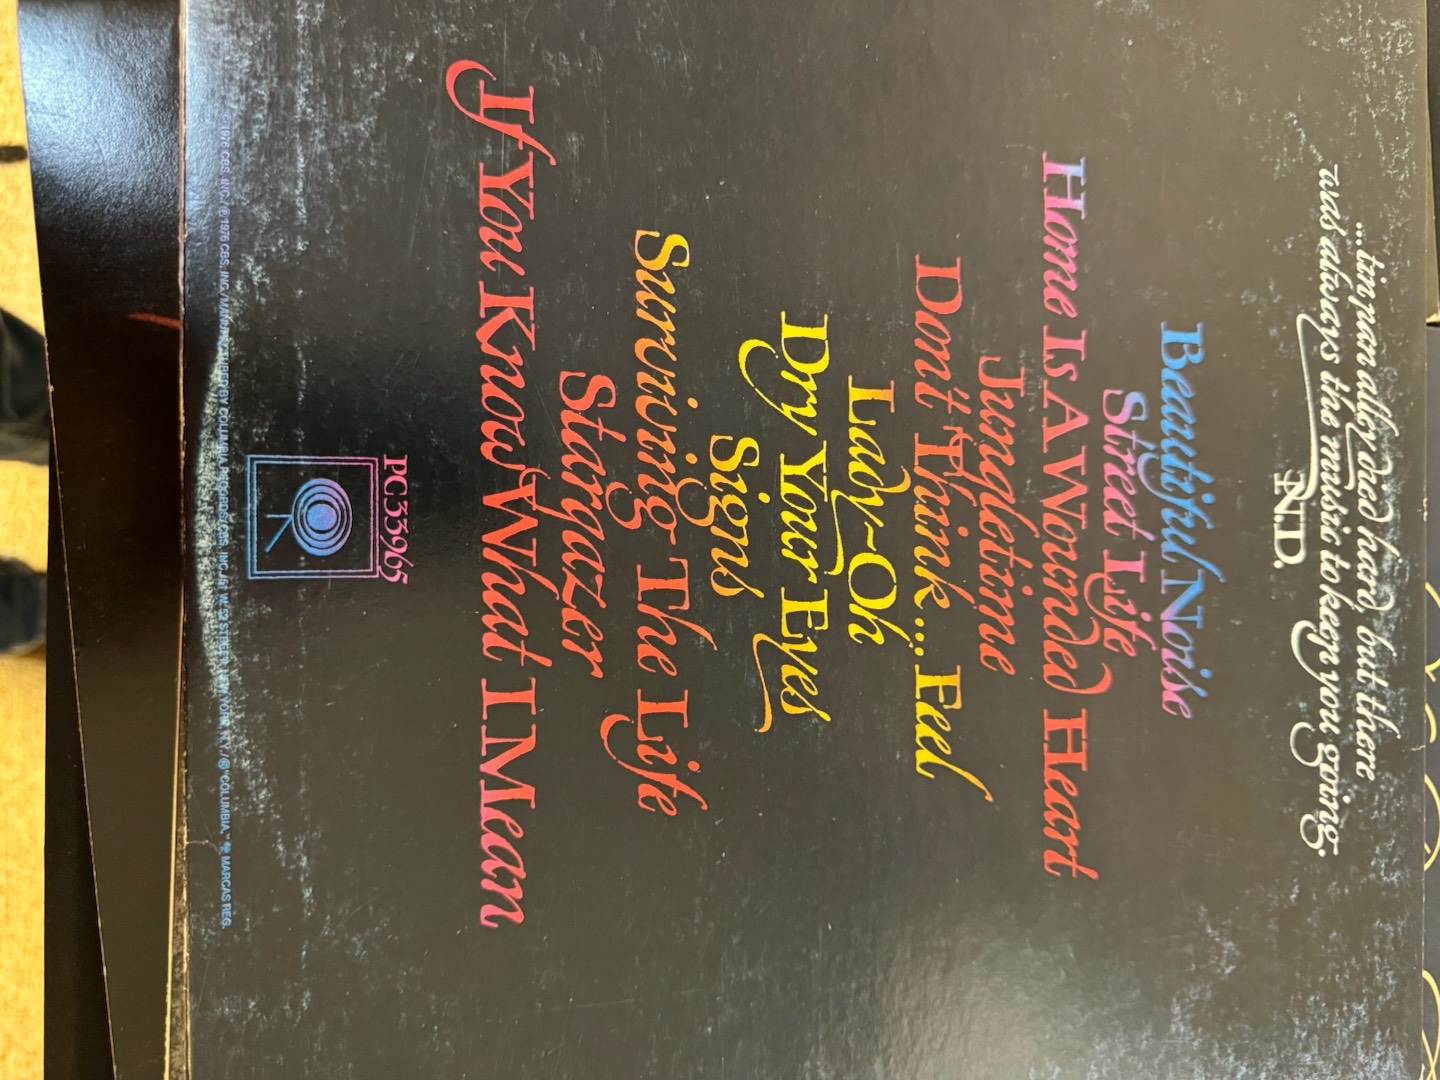 ...tin pan alley died hard, but there
was always the music to keep you going.
N.D.
Beautiful Noise
Street Life
Home Is A Wounded Heart
Jungletime
Don't Think... Feel
Lady-Oh
Dry Your Eyes
Signs
Surviving The Life
Stargazer
If You Know What I Mean
PC 33965
© 1976 CBS, INC./℗ 1976 CBS, INC./MANUFACTURED BY COLUMBIA RECORDS/CBS, INC./51 W. 52 STREET, NEW YORK, N.Y./® "COLUMBIA," MARCAS REG.